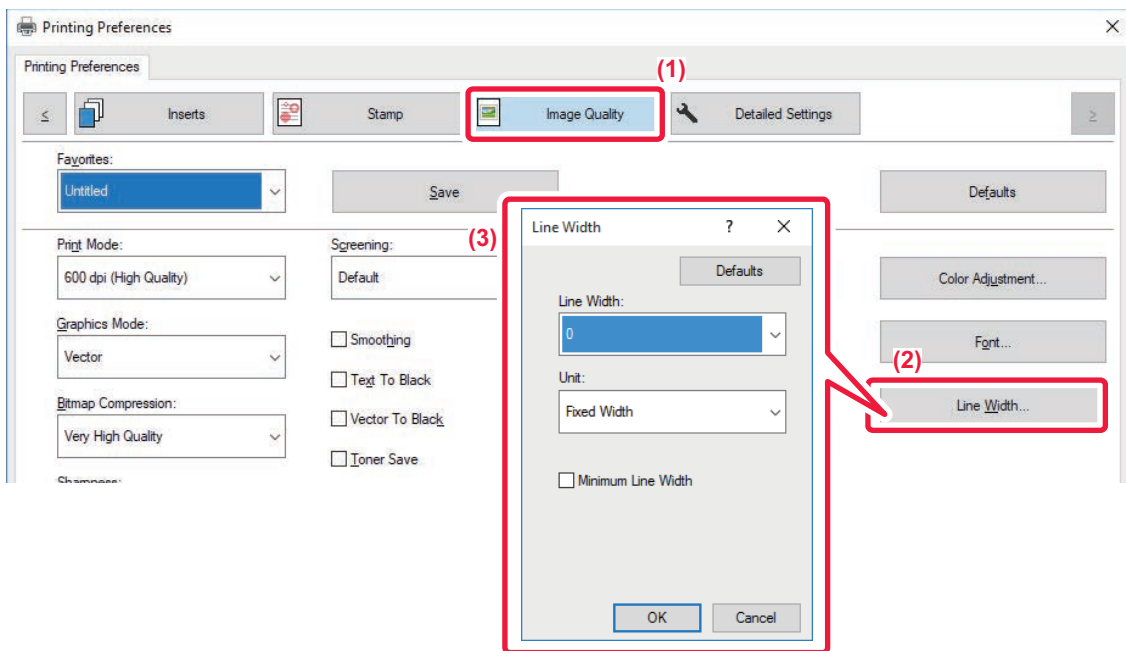 Printing Preferences
Printing Preferences
(1)
≤
Inserts
Stamp
Image Quality
Detailed Settings
≥
Favorites:
Untitled
Save
Defaults
Print Mode:
600 dpi (High Quality)
Screening:
Default
Color Adjustment...
Graphics Mode:
Vector
Smoothing
Text To Black
Font...
Bitmap Compression:
Very High Quality
Vector To Black
Toner Save
(2)
Line Width...
Sharpness:
(3)
Line Width
?
Defaults
Line Width:
0
Unit:
Fixed Width
Minimum Line Width
OK
Cancel